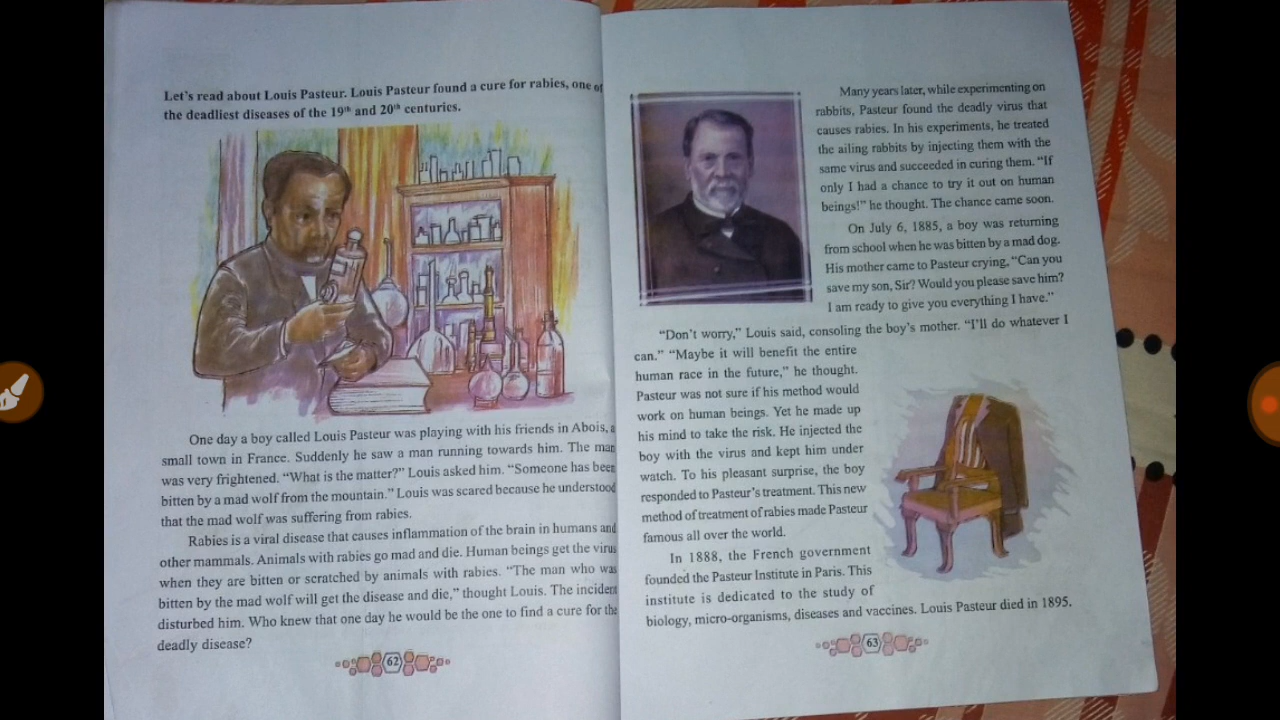 Let's read about Louis Pasteur. Louis Pasteur found a cure for rabies, one of
the deadliest diseases of the 19th and 20th centuries.
One day a boy called Louis Pasteur was playing with his friends in Abois, a
small town in France. Suddenly he saw a man running towards him. The man
was very frightened. “What is the matter?” Louis asked him. “Someone has been
bitten by a mad wolf from the mountain.” Louis was scared because he understood
that the mad wolf was suffering from rabies.
Rabies is a viral disease that causes inflammation of the brain in humans and
other mammals. Animals with rabies go mad and die. Human beings get the virus
when they are bitten or scratched by animals with rabies. “The man who was
bitten by the mad wolf will get the disease and die,” thought Louis. The incident
disturbed him. Who knew that one day he would be the one to find a cure for the
deadly disease?
62
Many years later, while experimenting on
rabbits, Pasteur found the deadly virus that
causes rabies. In his experiments, he treated
the ailing rabbits by injecting them with the
same virus and succeeded in curing them. “If
only I had a chance to try it out on human
beings!” he thought. The chance came soon.
On July 6, 1885, a boy was returning
from school when he was bitten by a mad dog.
His mother came to Pasteur crying, “Can you
save my son, Sir? Would you please save him?
I am ready to give you everything I have.”
“Don't worry,” Louis said, consoling the boy's mother. “I'll do whatever I
can.” “Maybe it will benefit the entire
human race in the future,” he thought.
Pasteur was not sure if his method would
work on human beings. Yet he made up
his mind to take the risk. He injected the
boy with the virus and kept him under
watch. To his pleasant surprise, the boy
responded to Pasteur's treatment. This new
method of treatment of rabies made Pasteur
famous all over the world.
In 1888, the French government
founded the Pasteur Institute in Paris. This
institute is dedicated to the study of
biology, micro-organisms, diseases and vaccines. Louis Pasteur died in 1895.
63